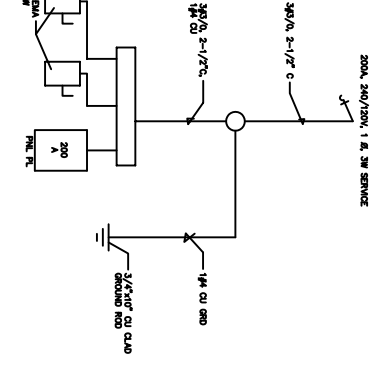 200A, 240/120V, 1 Ø, 3W SERVICE
3#3/0, 2-1/2" C
3#3/0, 2-1/2"C,
1#4 CU
1#4 CU GRD
3/4"x10' CU CLAD
GROUND ROD
200
A
PNL PL